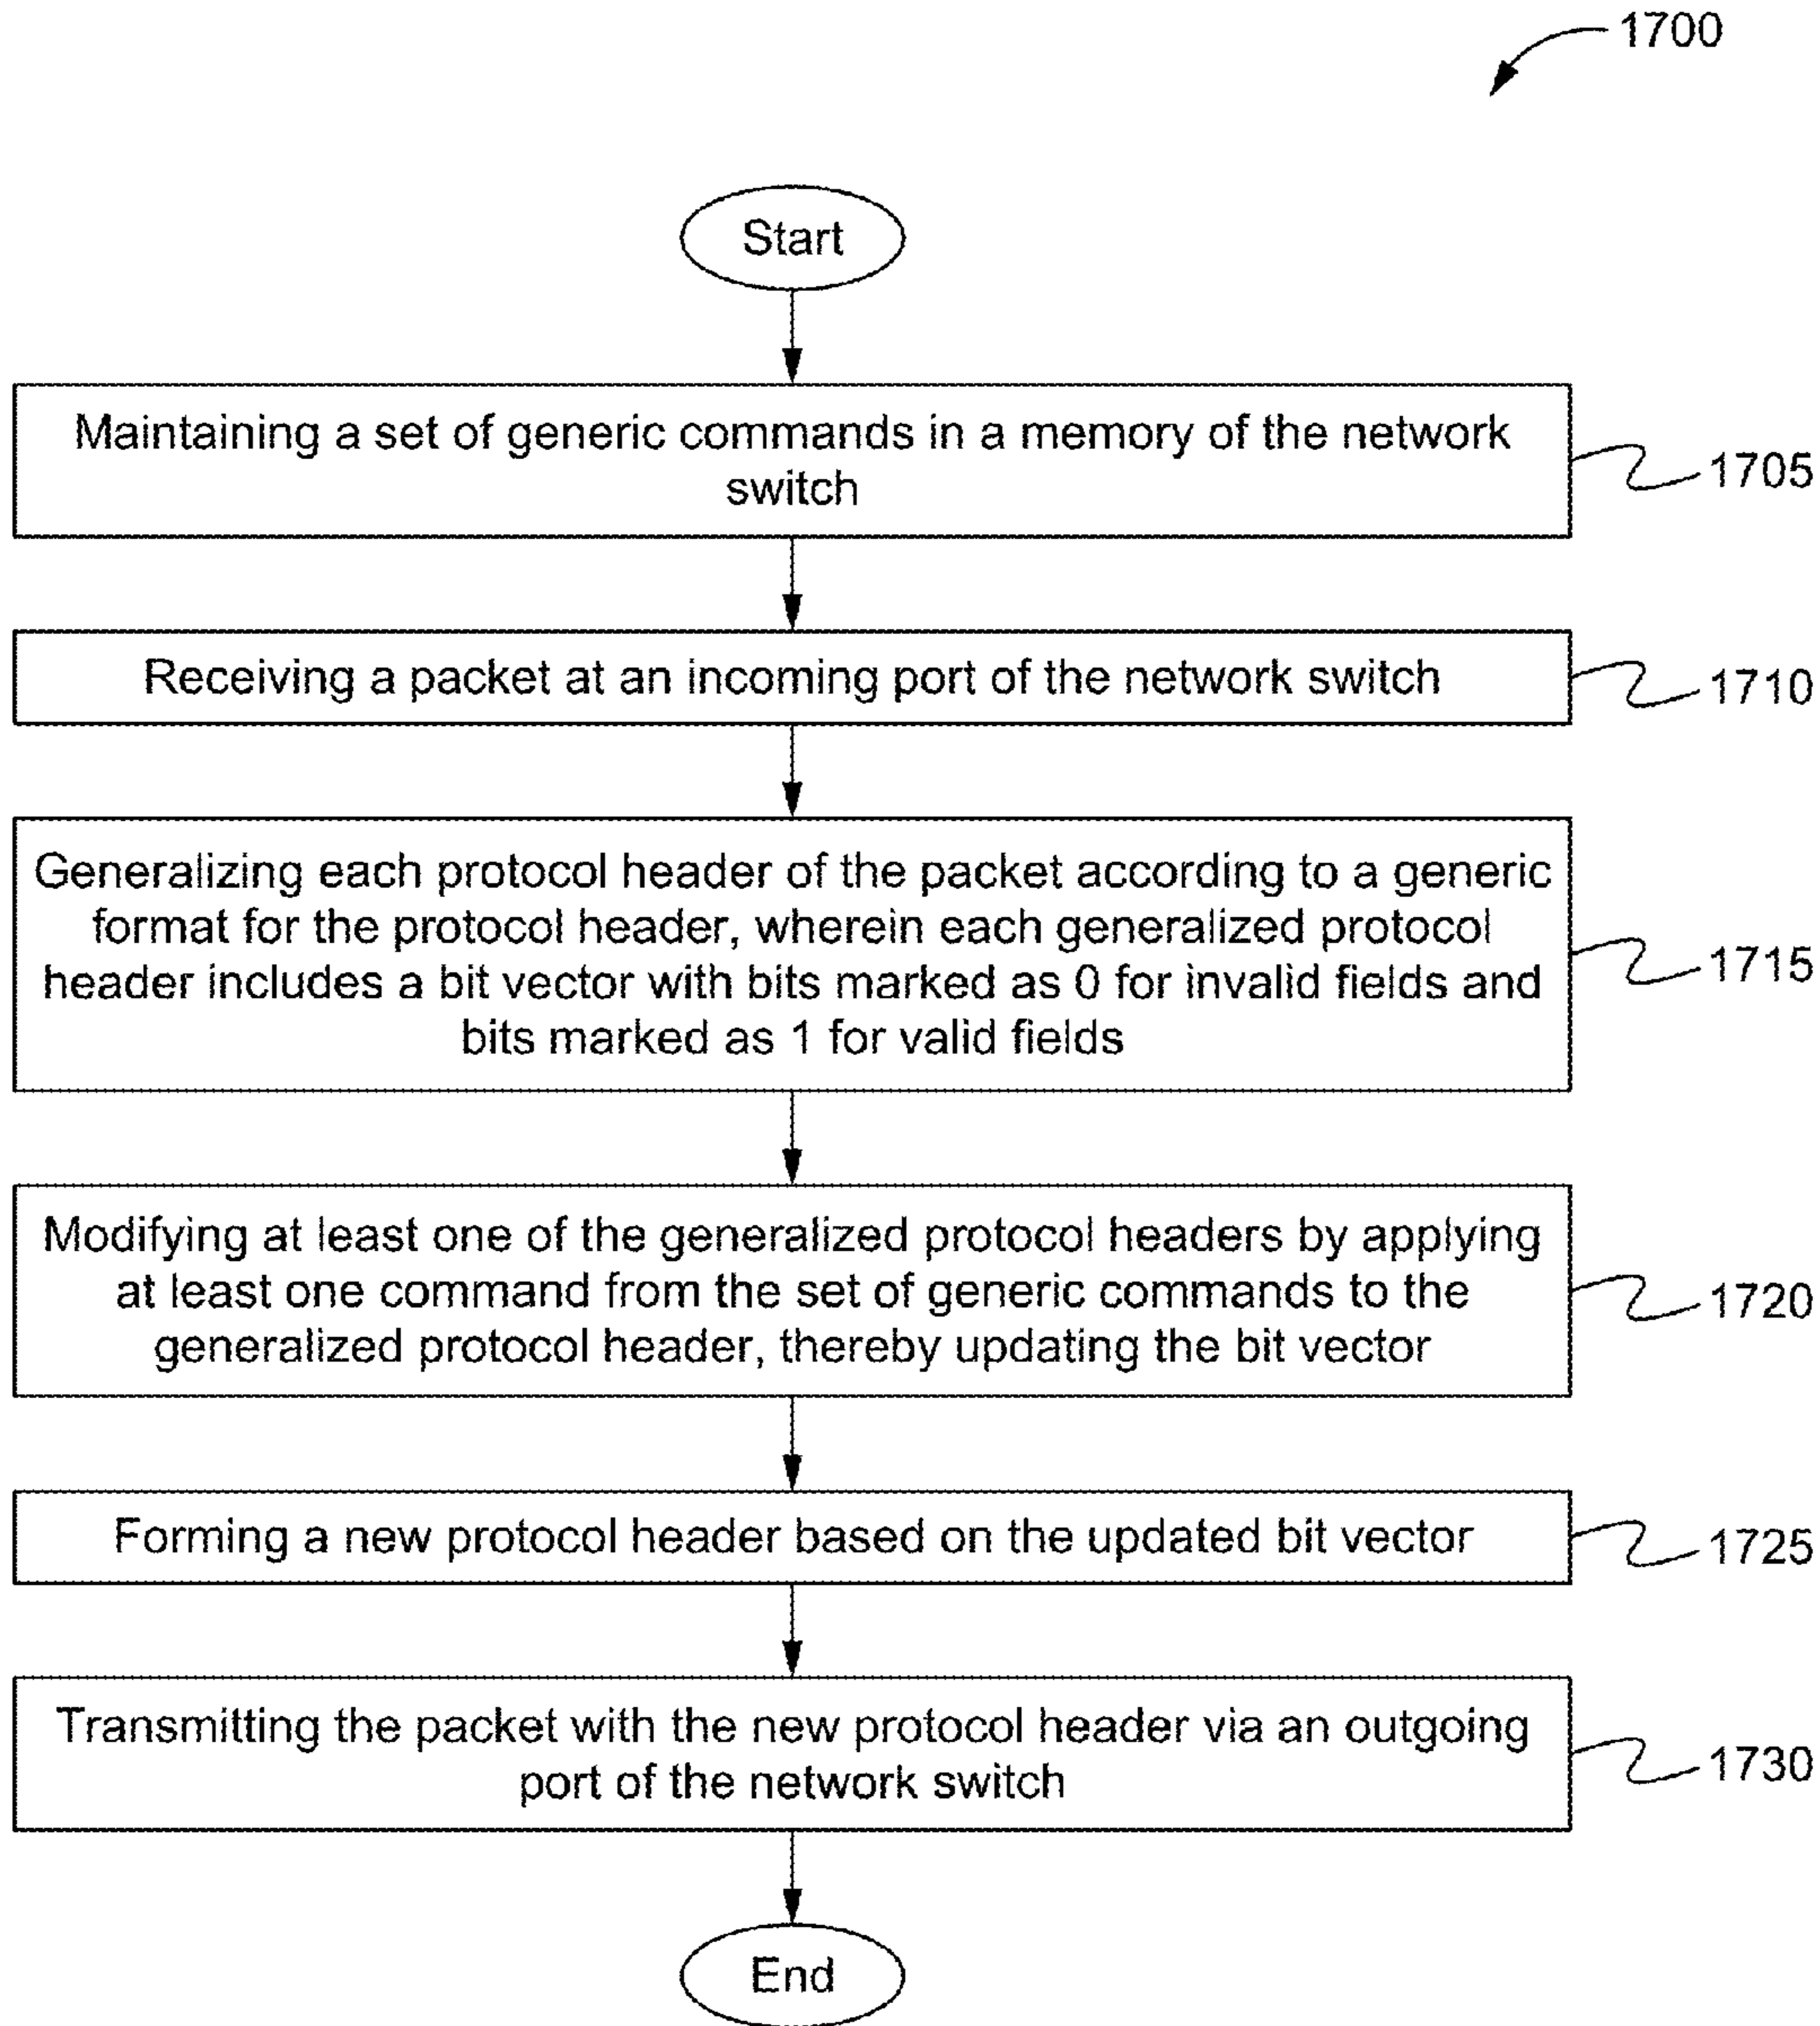 1700
Start
Maintaining a set of generic commands in a memory of the network
switch
1705
Receiving a packet at an incoming port of the network switch
1710
Generalizing each protocol header of the packet according to a generic
format for the protocol header, wherein each generalized protocol
header includes a bit vector with bits marked as 0 for invalid fields and
bits marked as 1 for valid fields
1715
Modifying at least one of the generalized protocol headers by applying
at least one command from the set of generic commands to the
generalized protocol header, thereby updating the bit vector
1720
Forming a new protocol header based on the updated bit vector
1725
Transmitting the packet with the new protocol header via an outgoing
port of the network switch
1730
End